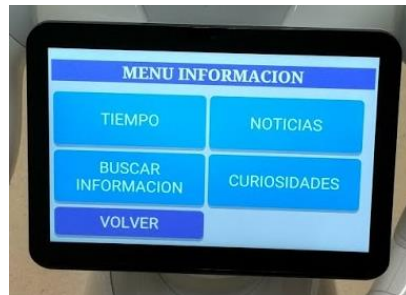 MENU INFORMACION
TIEMPO
NOTICIAS
BUSCAR
INFORMACION
CURIOSIDADES
VOLVER